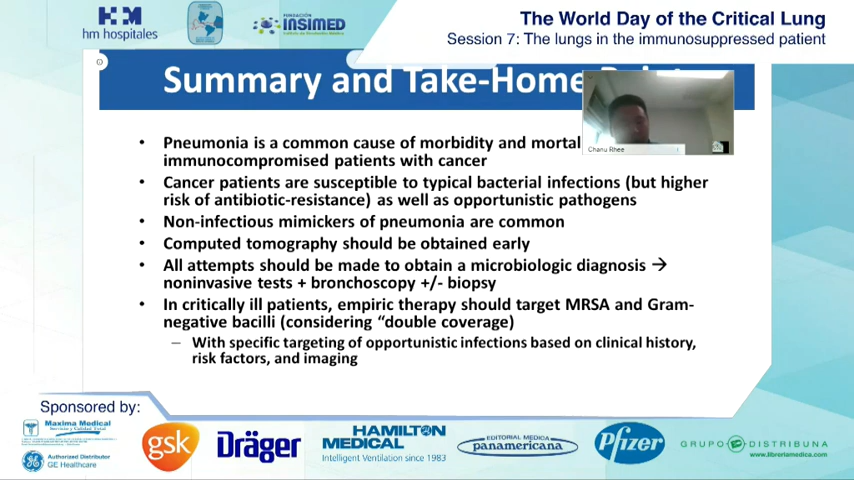 hm hospitales
FUNDACIÓN
INSIMED
The World Day of the Critical Lung
Session 7: The lungs in the immunosuppressed patient
Summary and Take-Home
Chanu Rhee
• Pneumonia is a common cause of morbidity and mortal
immunocompromised patients with cancer
• Cancer patients are susceptible to typical bacterial infections (but higher
risk of antibiotic-resistance) as well as opportunistic pathogens
• Non-infectious mimickers of pneumonia are common
• Computed tomography should be obtained early
• All attempts should be made to obtain a microbiologic diagnosis →
noninvasive tests + bronchoscopy +/- biopsy
• In critically ill patients, empiric therapy should target MRSA and Gram-
negative bacilli (considering “double coverage)
– With specific targeting of opportunistic infections based on clinical history,
risk factors, and imaging
Sponsored by:
Maxima Medical
Authorized Distributor
GE Healthcare
gsk
Dräger
HAMILTON
MEDICAL
Intelligent Ventilation since 1983
EDITORIAL MEDICA
panamericana
Pfizer
GRUPO DISTRIBUNA
www.libreriamedica.com